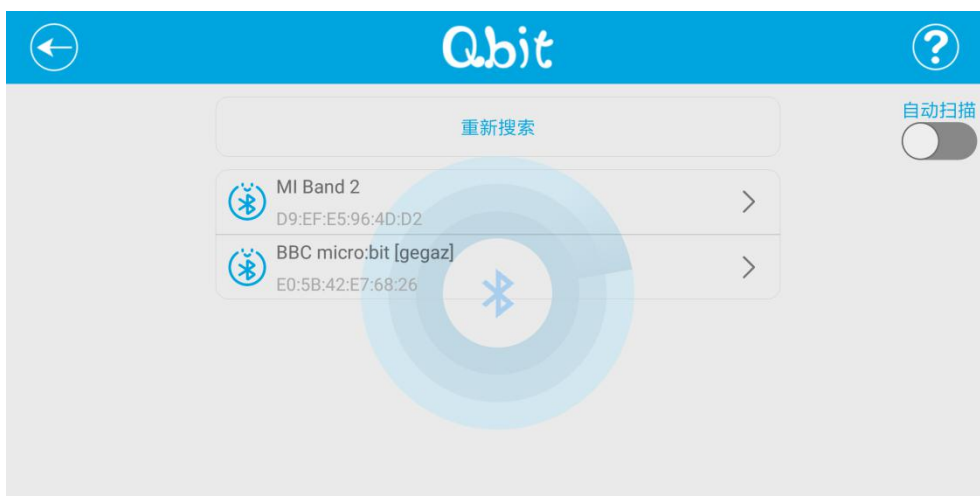 Qbit
?
重新搜索
自动扫描
MI Band 2
D9:EF:E5:96:4D:D2
BBC micro:bit [gegaz]
E0:5B:42:E7:68:26